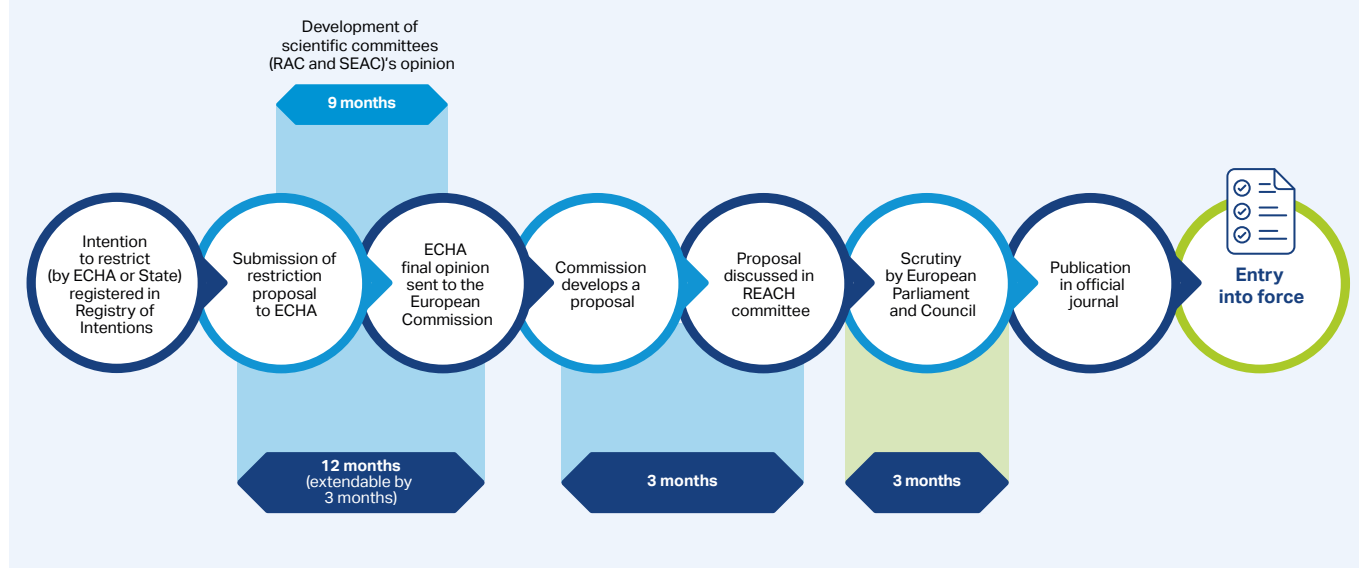 Development of
scientific committees
(RAC and SEAC)'s opinion
9 months
Intention
to restrict
(by ECHA or State)
registered in
Registry of
Intentions
Submission of
restriction
proposal
to ECHA
ECHA
final opinion
sent to the
European
Commission
Commission
develops a
proposal
Proposal
discussed in
REACH
committee
Scrutiny
by European
Parliament
and Council
Publication
in official
journal
Entry
into force
12 months
(extendable by
3 months)
3 months
3 months